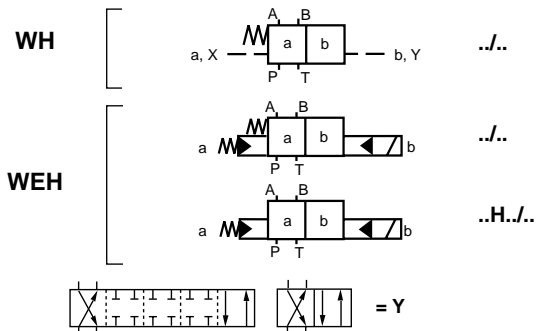 A B
WH
a, X
a b
b, Y
../..
P T
A B
a
a b
b
../..
P T
WEH
A B
a
a b
b
..H../..
P T
= Y